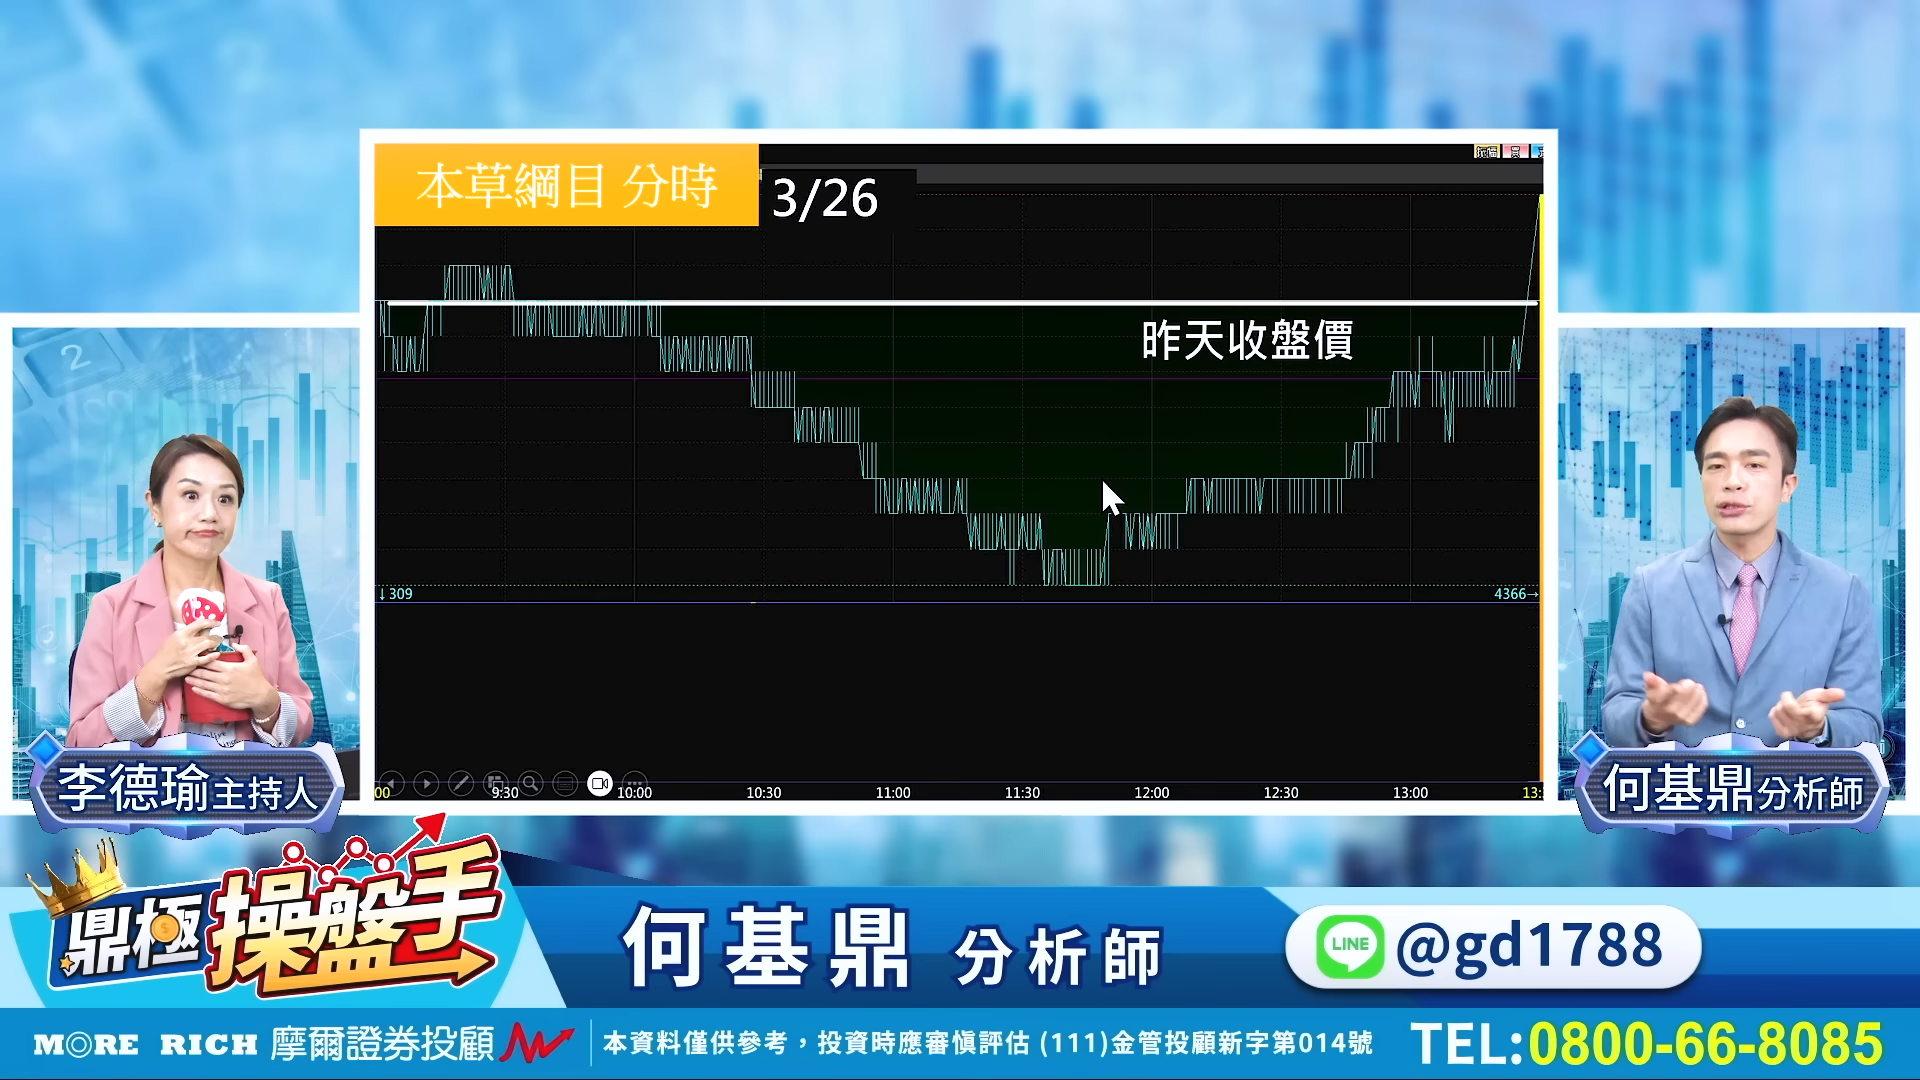 本草綱目 分時
3/26
昨天收盤價
↓309
4366→
9:30
10:00
10:30
11:00
11:30
12:00
12:30
13:00
2
李德瑜主持人
何基鼎分析師
鼎極操盤手
何基鼎 分析師
LINE
@gd1788
MORE RICH 摩爾證券投顧
本資料僅供參考，投資時應審慎評估 (111)金管投顧新字第014號
TEL:0800-66-8085